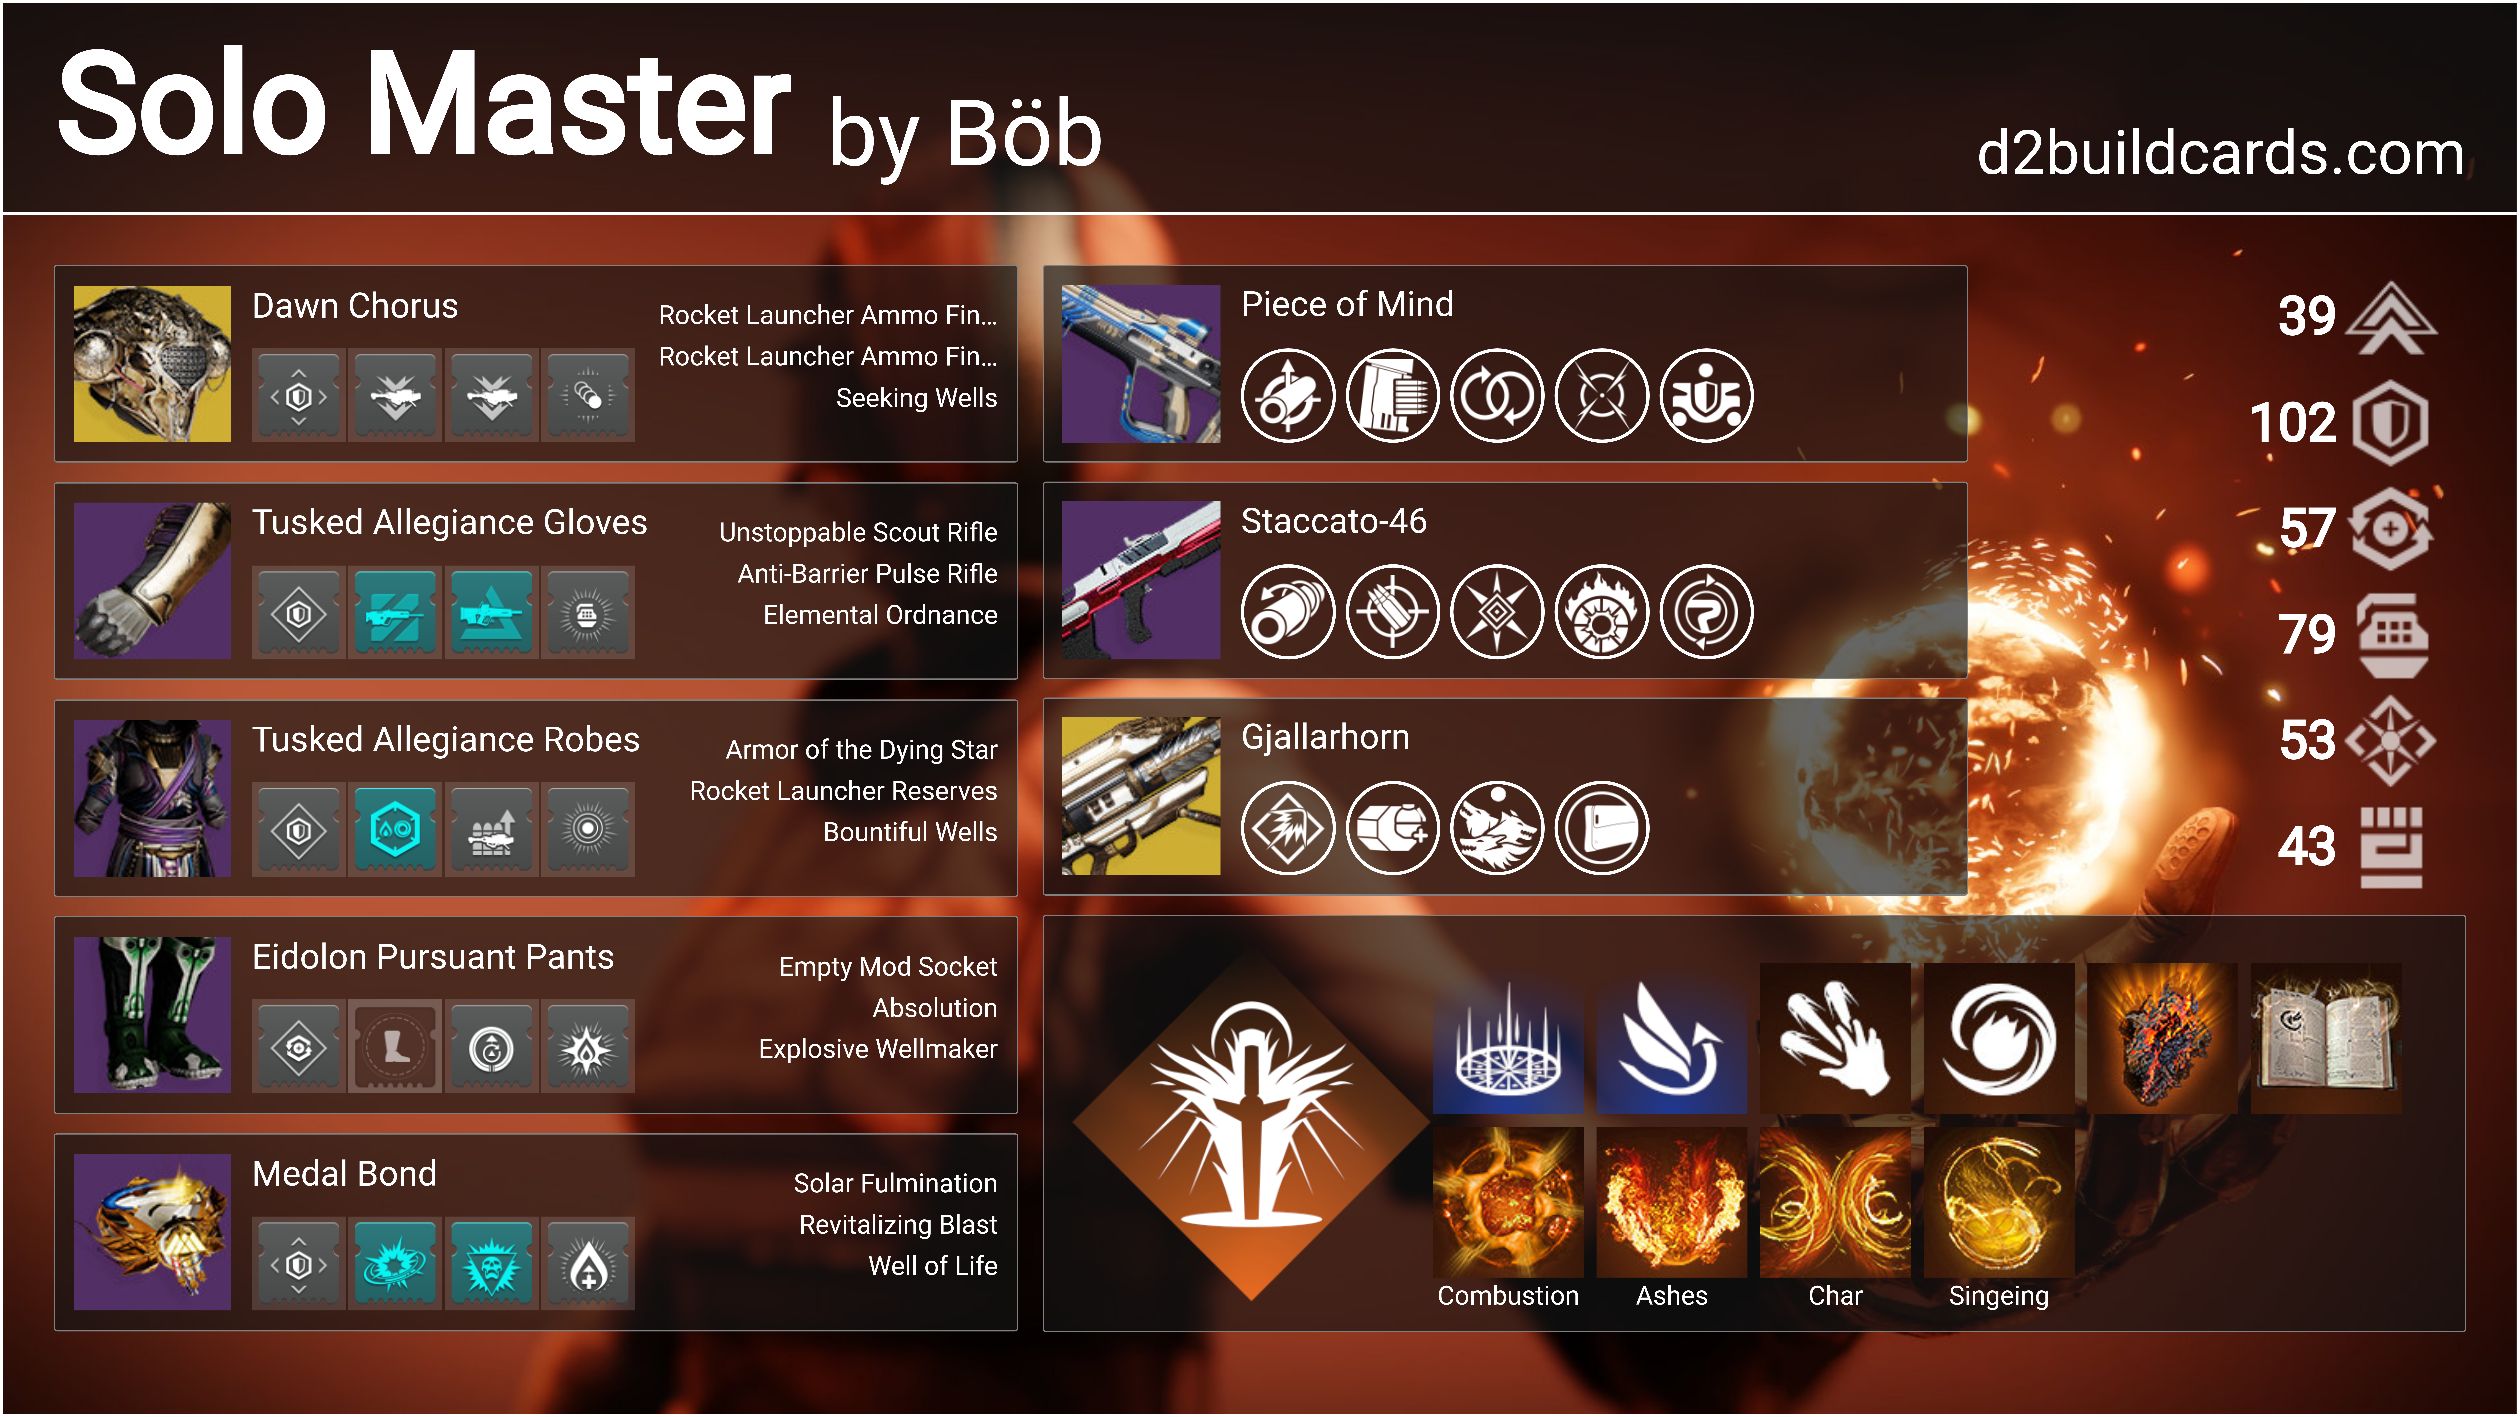 Solo Master by Böb
d2buildcards.com
Dawn Chorus
Rocket Launcher Ammo Fin...
Rocket Launcher Ammo Fin...
Seeking Wells
Tusked Allegiance Gloves
Unstoppable Scout Rifle
Anti-Barrier Pulse Rifle
Elemental Ordnance
Tusked Allegiance Robes
Armor of the Dying Star
Rocket Launcher Reserves
Bountiful Wells
Eidolon Pursuant Pants
Empty Mod Socket
Absolution
Explosive Wellmaker
Medal Bond
Solar Fulmination
Revitalizing Blast
Well of Life
Piece of Mind
Staccato-46
Gjallarhorn
39
102
57
79
53
43
Combustion
Ashes
Char
Singeing